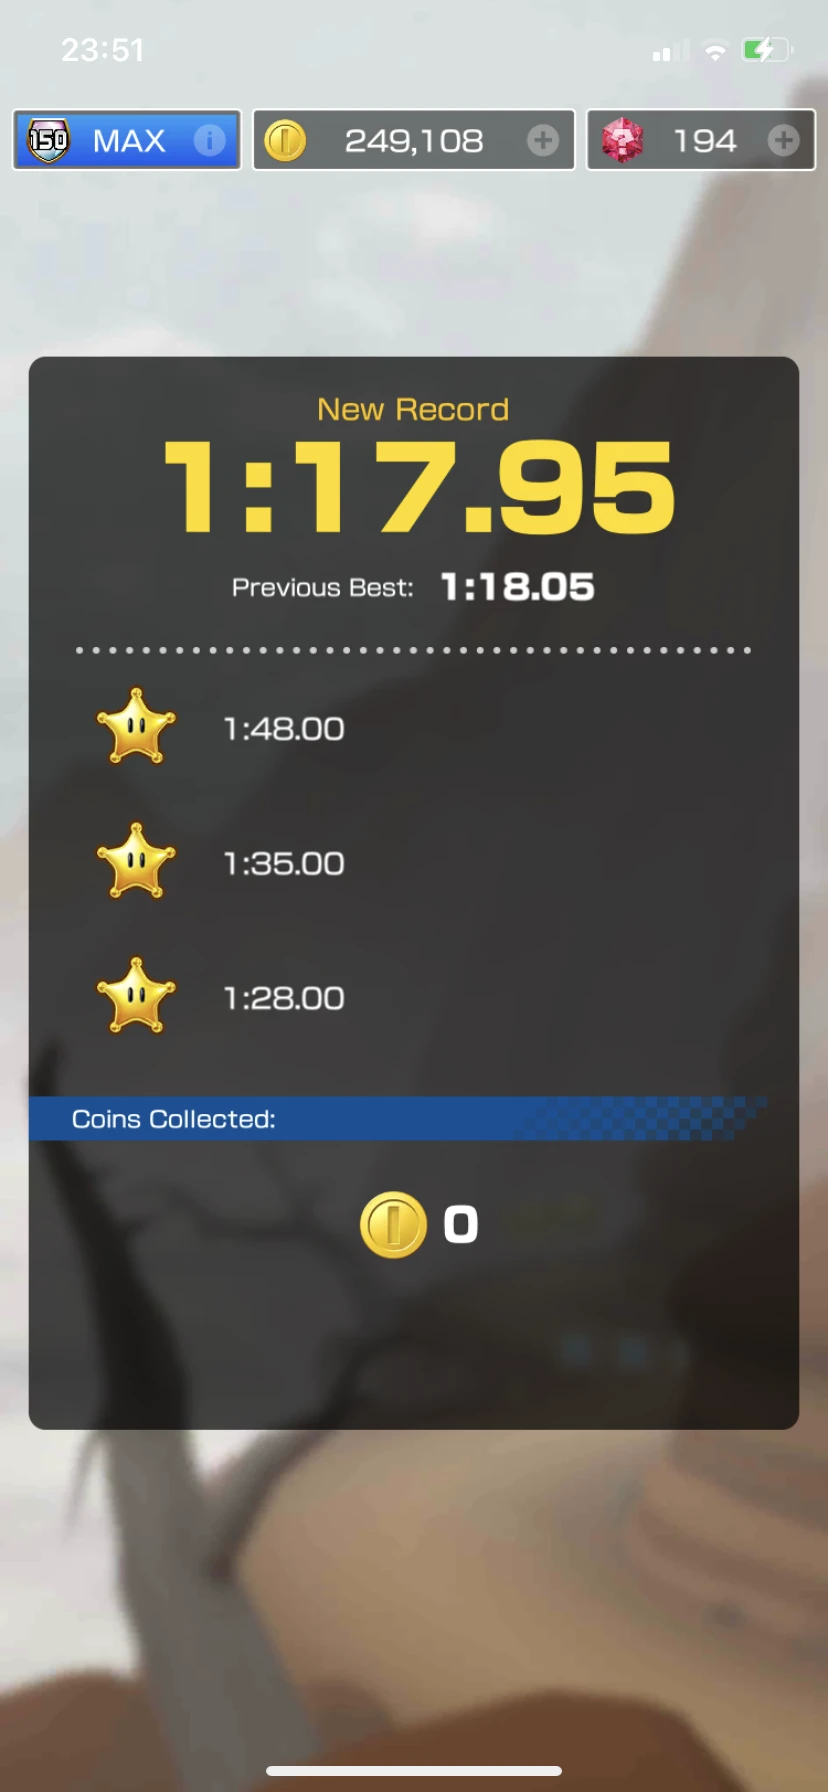 23:51
150 MAX i 249,108 + 194 +
New Record
1:17.95
Previous Best: 1:18.05
1:48.00
1:35.00
1:28.00
Coins Collected:
0